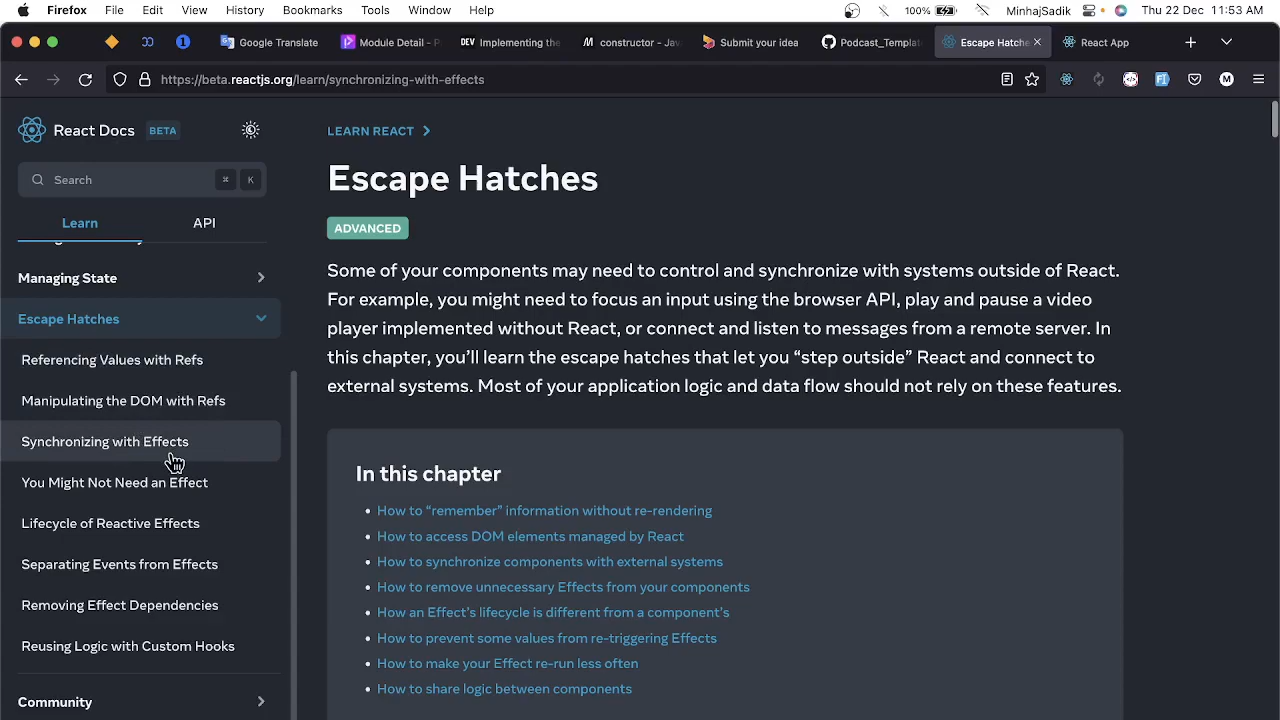 Firefox File Edit View History Bookmarks Tools Window Help 100% MinhajSadik Thu 22 Dec 11:53 AM
Google Translate Module Detail - P DEV Implementing the M constructor - Jav Submit your idea Podcast_Templat Escape Hatche React App
https://beta.reactjs.org/learn/synchronizing-with-effects M
React Docs BETA
Search ⌘ K
Learn API
Managing State
Escape Hatches
Referencing Values with Refs
Manipulating the DOM with Refs
Synchronizing with Effects
You Might Not Need an Effect
Lifecycle of Reactive Effects
Separating Events from Effects
Removing Effect Dependencies
Reusing Logic with Custom Hooks
Community
LEARN REACT
Escape Hatches
ADVANCED
Some of your components may need to control and synchronize with systems outside of React.
For example, you might need to focus an input using the browser API, play and pause a video
player implemented without React, or connect and listen to messages from a remote server. In
this chapter, you’ll learn the escape hatches that let you “step outside” React and connect to
external systems. Most of your application logic and data flow should not rely on these features.
In this chapter
• How to “remember” information without re-rendering
• How to access DOM elements managed by React
• How to synchronize components with external systems
• How to remove unnecessary Effects from your components
• How an Effect’s lifecycle is different from a component’s
• How to prevent some values from re-triggering Effects
• How to make your Effect re-run less often
• How to share logic between components